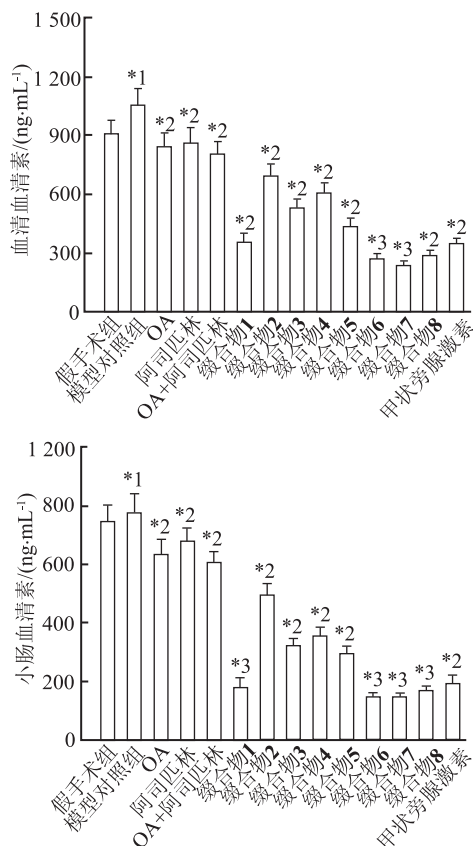 血清血清素/(ng·mL-1)
1 500
1 200
900
600
300
0
*1
*2
*2
*2
*2
*2
*2
*2
*2
*3
*3
*2
*2
假手术组
模型对照组
OA
阿司匹林
OA+阿司匹林
缀合物1
缀合物2
缀合物3
缀合物4
缀合物5
缀合物6
缀合物7
缀合物8
甲状旁腺激素
小肠血清素/(ng·mL-1)
1 200
800
600
400
200
0
*1
*2
*2
*2
*3
*2
*2
*2
*2
*3
*3
*3
*2
假手术组
模型对照组
OA
阿司匹林
OA+阿司匹林
缀合物1
缀合物2
缀合物3
缀合物4
缀合物5
缀合物6
缀合物7
缀合物8
甲状旁腺激素